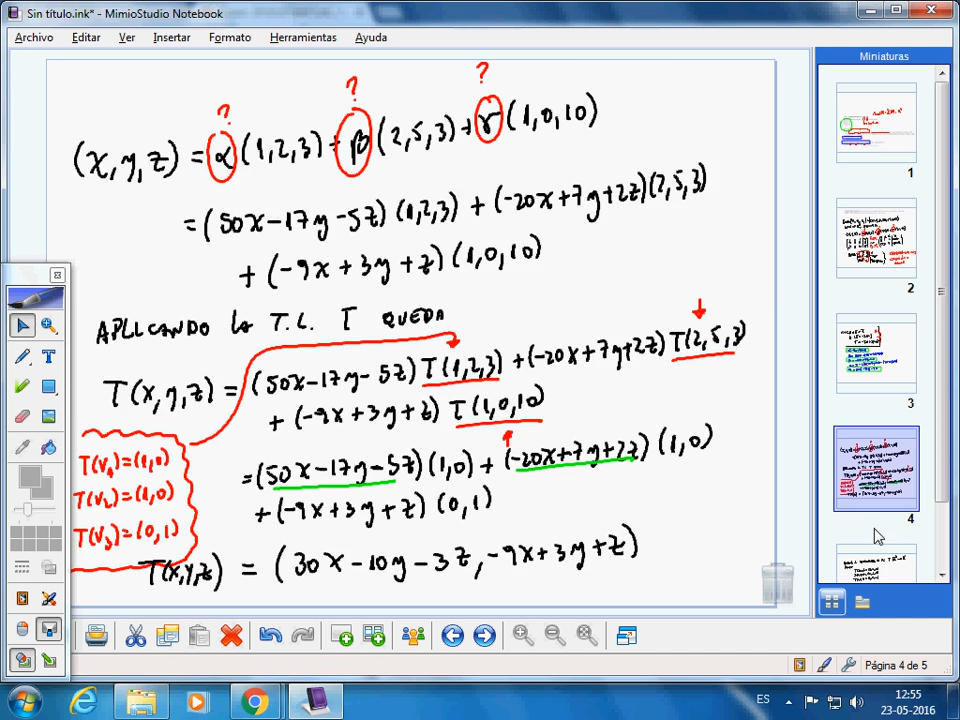 Sin título.ink* - MimioStudio Notebook
Archivo Editar Ver Insertar Formato Herramientas Ayuda
? ? ?
(x,y,z) = α(1,2,3) + β(2,5,3) + γ(1,0,10)
= (50x-17y-5z)(1,2,3) + (-20x+7y+2z)(2,5,3)
+ (-9x+3y+z)(1,0,10)
APLICANDO la T.L. T QUEDA
T(x,y,z) = (50x-17y-5z) T(1,2,3) + (-20x+7y+2z) T(2,5,3)
+ (-9x+3y+z) T(1,0,10)
T(v₁)=(1,0)
T(v₂)=(1,0)
T(v₃)=(0,1)
= (50x-17y-5z)(1,0) + (-20x+7y+2z)(1,0)
+ (-9x+3y+z)(0,1)
T(x,y,z) = (30x-10y-3z, -9x+3y+z)
Miniaturas
1
2
3
4
Página 4 de 5
ES
12:55
23-05-2016